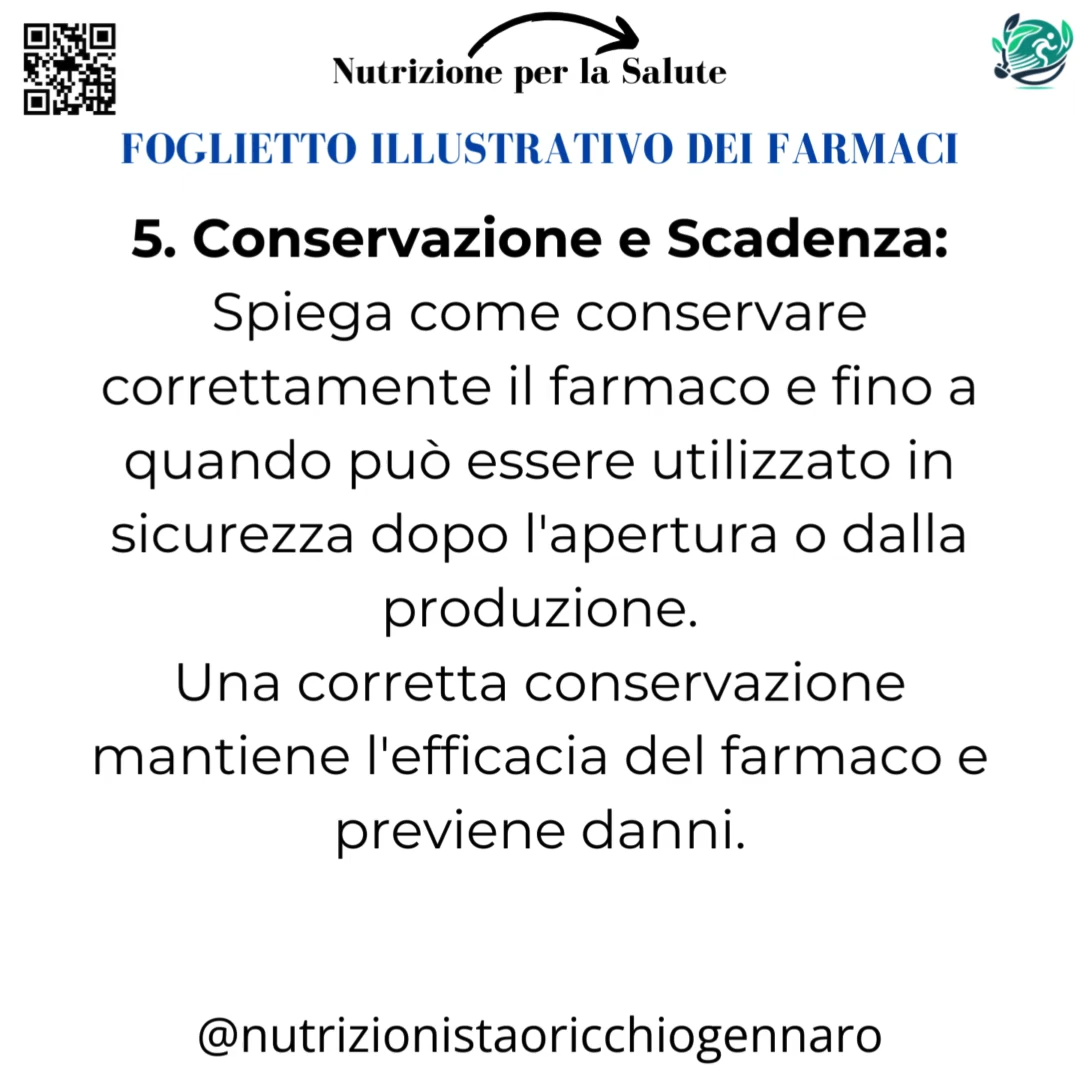 Nutrizione per la Salute
FOGLIETTO ILLUSTRATIVO DEI FARMACI
5. Conservazione e Scadenza:
Spiega come conservare
correttamente il farmaco e fino a
quando può essere utilizzato in
sicurezza dopo l'apertura o dalla
produzione.
Una corretta conservazione
mantiene l'efficacia del farmaco e
previene danni.
@nutrizionistaoricchiogennaro